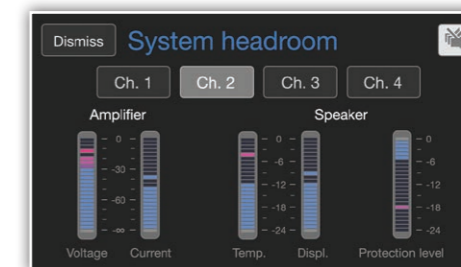 Dismiss System headroom
Ch. 1 Ch. 2 Ch. 3 Ch. 4
Amplifier Speaker
0 0 0
-30 -6 -6
-12 -12
-60 -18 -18
-∞ -24 -24
Voltage Current Temp. Displ. Protection level